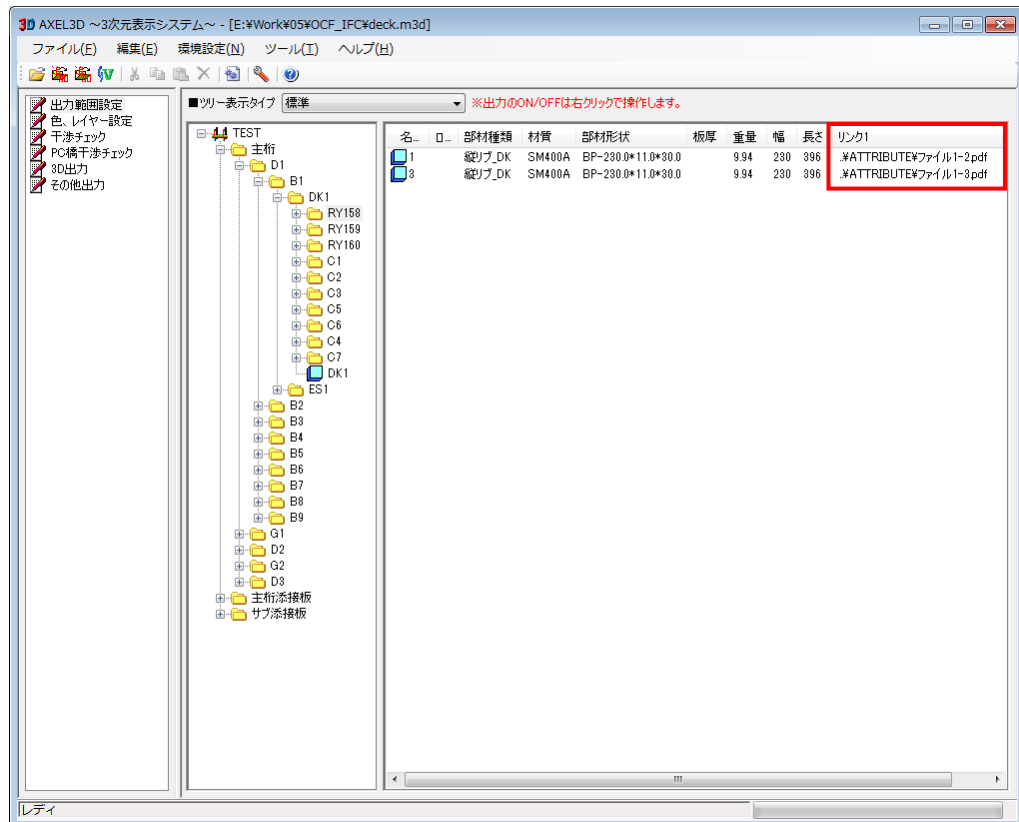 3D AXEL3D ～3次元表示システム～ - [E:¥Work¥05¥OCF_IFC¥deck.m3d]
ファイル(F) 編集(E) 環境設定(N) ツール(T) ヘルプ(H)
出力範囲設定
色、レイヤー設定
干渉チェック
PC橋干渉チェック
3D出力
その他出力
■ツリー表示タイプ 標準 ※出力のON/OFFは右クリックで操作します。
TEST
主桁
D1
B1
DK1
RY158
RY159
RY160
C1
C2
C3
C5
C6
C4
C7
DK1
ES1
B2
B3
B4
B5
B6
B7
B8
B9
G1
D2
G2
D3
主桁添接板
サブ添接板
名... ロ... 部材種類 材質 部材形状 板厚 重量 幅 長さ リンク1
1 縦リブ_DK SM400A BP-230.0*11.0*30.0 9.94 230 396 .¥ATTRIBUTE¥ファイル1-2.pdf
3 縦リブ_DK SM400A BP-230.0*11.0*30.0 9.94 230 396 .¥ATTRIBUTE¥ファイル1-3.pdf
レディ